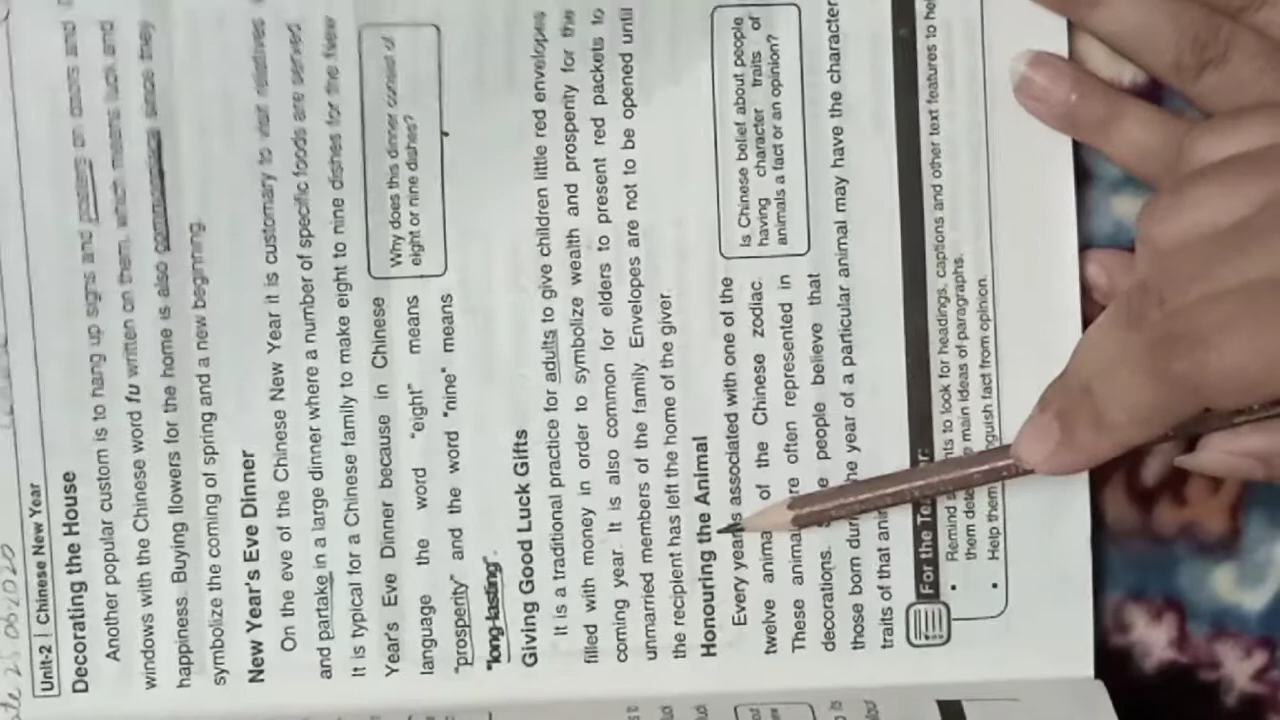 Unit-2 | Chinese New Year
Decorating the House
Another popular custom is to hang up signs and posters on doors and
windows with the Chinese word fu written on them, which means luck and
happiness. Buying flowers for the home is also commonplace since they
symbolize the coming of spring and a new beginning.
New Year's Eve Dinner
On the eve of the Chinese New Year it is customary to visit relatives
and partake in a large dinner where a number of specific foods are served
It is typical for a Chinese family to make eight to nine dishes for the New
Year's Eve Dinner because in Chinese
language the word "eight" means
"prosperity" and the word "nine" means
"long-lasting".
Why does this dinner consist of
eight or nine dishes?
Giving Good Luck Gifts
It is a traditional practice for adults to give children little red envelopes
filled with money in order to symbolize wealth and prosperity for the
coming year. It is also common for elders to present red packets to
unmarried members of the family. Envelopes are not to be opened until
the recipient has left the home of the giver.
Honouring the Animal
Every year is associated with one of the
twelve of the Chinese zodiac.
These often represented in
decorations. people believe that
those born the year of a particular animal may have the character
traits of that
Is Chinese belief about people
having character traits of
animals a fact or an opinion?
For the
Remind to look for headings, captions and other text features to
them main ideas of paragraphs.
Help them fact from opinion.